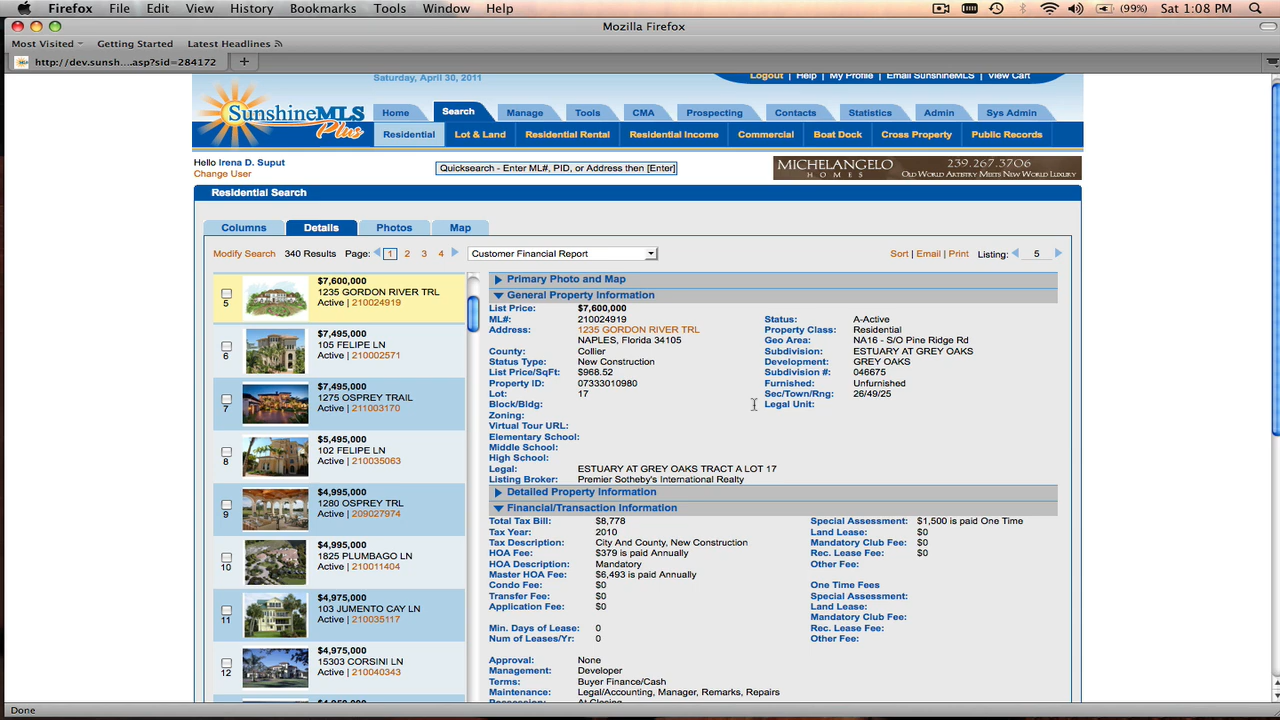 Firefox File Edit View History Bookmarks Tools Window Help (99%) Sat 1:08 PM
Mozilla Firefox
Most Visited Getting Started Latest Headlines
http://dev.sunsh....asp?sid=284172 +
Saturday, April 30, 2011 Logout | Help | My Profile | Email SunshineMLS | View Cart
SunshineMLS Plus
Home Search Manage Tools CMA Prospecting Contacts Statistics Admin Sys Admin
Residential Lot & Land Residential Rental Residential Income Commercial Boat Dock Cross Property Public Records
Hello Irena D. Suput
Change User
Quicksearch - Enter ML#, PID, or Address then [Enter]
MICHELANGELO HOMES 239.267.3706
OLD WORLD ARTISTRY MEETS NEW WORLD LUXURY
Residential Search
Columns Details Photos Map
Modify Search 340 Results Page: 1 2 3 4 Customer Financial Report Sort | Email | Print Listing: 5
5 $7,600,000
1235 GORDON RIVER TRL
Active | 210024919
6 $7,495,000
105 FELIPE LN
Active | 210002571
7 $7,495,000
1275 OSPREY TRAIL
Active | 211003170
8 $5,495,000
102 FELIPE LN
Active | 210035063
9 $4,995,000
1280 OSPREY TRL
Active | 209027974
10 $4,995,000
1825 PLUMBAGO LN
Active | 210011404
11 $4,975,000
103 JUMENTO CAY LN
Active | 210035117
12 $4,975,000
15303 CORSINI LN
Active | 210040343
Primary Photo and Map
General Property Information
List Price: $7,600,000
ML#: 210024919 Status: A-Active
Address: 1235 GORDON RIVER TRL Property Class: Residential
NAPLES, Florida 34105 Geo Area: NA16 - S/O Pine Ridge Rd
County: Collier Subdivision: ESTUARY AT GREY OAKS
Status Type: New Construction Development: GREY OAKS
List Price/SqFt: $968.52 Subdivision #: 046675
Property ID: 07333010980 Furnished: Unfurnished
Lot: 17 Sec/Town/Rng: 26/49/25
Block/Bldg: Legal Unit:
Zoning:
Virtual Tour URL:
Elementary School:
Middle School:
High School:
Legal: ESTUARY AT GREY OAKS TRACT A LOT 17
Listing Broker: Premier Sotheby's International Realty
Detailed Property Information
Financial/Transaction Information
Total Tax Bill: $8,778 Special Assessment: $1,500 is paid One Time
Tax Year: 2010 Land Lease: $0
Tax Description: City And County, New Construction Mandatory Club Fee: $0
HOA Fee: $379 is paid Annually Rec. Lease Fee: $0
HOA Description: Mandatory Other Fee:
Master HOA Fee: $6,493 is paid Annually
Condo Fee: $0 One Time Fees
Transfer Fee: $0 Special Assessment:
Application Fee: $0 Land Lease:
Mandatory Club Fee:
Min. Days of Lease: 0 Rec. Lease Fee:
Num of Leases/Yr: 0 Other Fee:
Approval: None
Management: Developer
Terms: Buyer Finance/Cash
Maintenance: Legal/Accounting, Manager, Remarks, Repairs
Possession: At Closing
Done